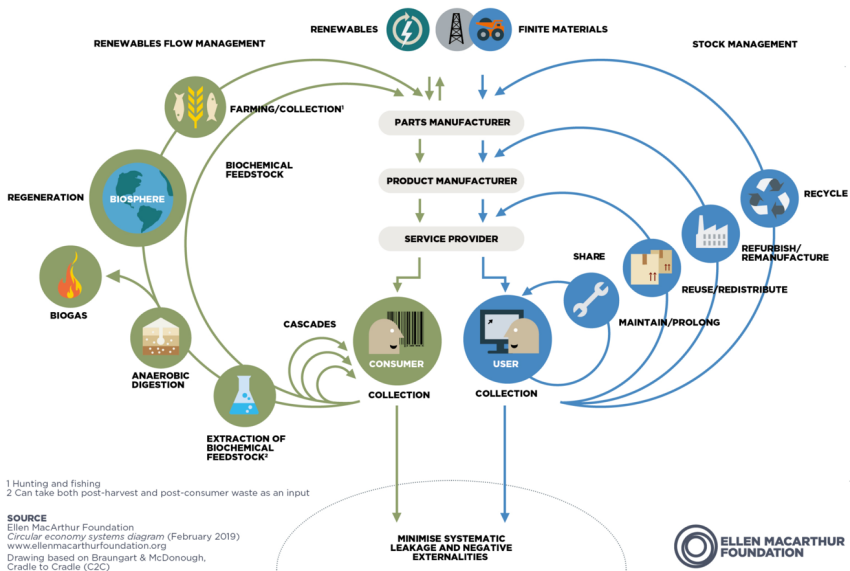 RENEWABLES
FINITE MATERIALS
RENEWABLES FLOW MANAGEMENT
STOCK MANAGEMENT
FARMING/COLLECTION¹
PARTS MANUFACTURER
BIOCHEMICAL
FEEDSTOCK
PRODUCT MANUFACTURER
REGENERATION
BIOSPHERE
RECYCLE
SERVICE PROVIDER
SHARE
REFURBISH/
REMANUFACTURE
REUSE/REDISTRIBUTE
BIOGAS
CASCADES
MAINTAIN/PROLONG
CONSUMER
USER
ANAEROBIC
DIGESTION
COLLECTION
COLLECTION
EXTRACTION OF
BIOCHEMICAL
FEEDSTOCK²
1 Hunting and fishing
2 Can take both post-harvest and post-consumer waste as an input
SOURCE
Ellen MacArthur Foundation
Circular economy systems diagram (February 2019)
www.ellenmacarthurfoundation.org
Drawing based on Braungart & McDonough,
Cradle to Cradle (C2C)
MINIMISE SYSTEMATIC
LEAKAGE AND NEGATIVE
EXTERNALITIES
ELLEN MACARTHUR
FOUNDATION